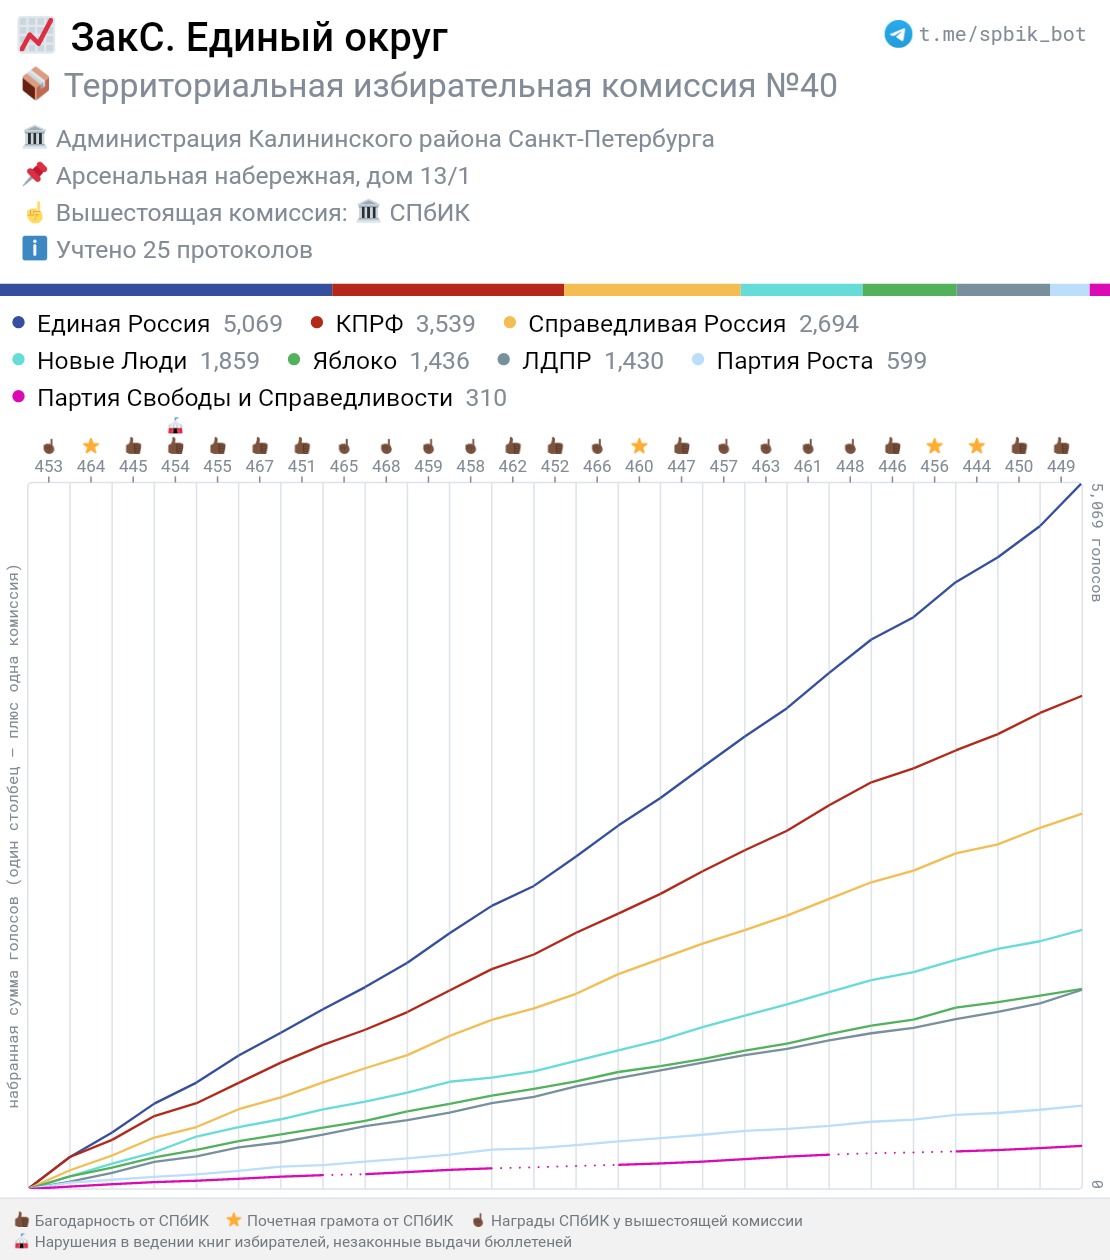 ЗакС. Единый округ
t.me/spbik_bot
Территориальная избирательная комиссия №40
Администрация Калининского района Санкт-Петербурга
Арсенальная набережная, дом 13/1
Вышестоящая комиссия: СПбИК
Учтено 25 протоколов
Единая Россия 5,069 КПРФ 3,539 Справедливая Россия 2,694
Новые Люди 1,859 Яблоко 1,436 ЛДПР 1,430 Партия Роста 599
Партия Свободы и Справедливости 310
453 464 445 454 455 467 451 465 468 459 458 462 452 466 460 447 457 463 461 448 446 456 444 450 449
набранная сумма голосов (один столбец – плюс одна комиссия)
5,069 голосов
0
Багодарность от СПбИК Почетная грамота от СПбИК Награды СПбИК у вышестоящей комиссии
Нарушения в ведении книг избирателей, незаконные выдачи бюллетеней